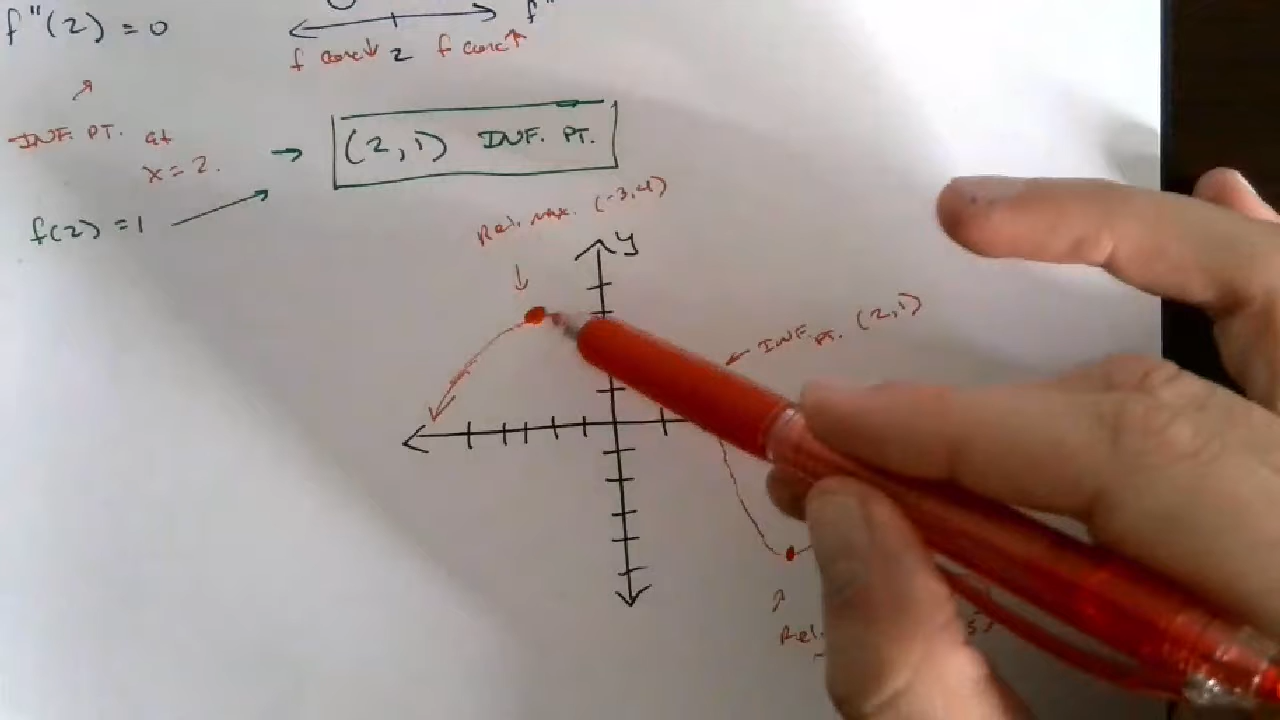 f"(2) = 0
f"
f conc↓ 2 f conc↑
INF. PT. at
x = 2.
→ (2,1) INF. PT.
f(2) = 1
Rel. max. (-3,4)
y
INF. PT. (2,1)
Rel.